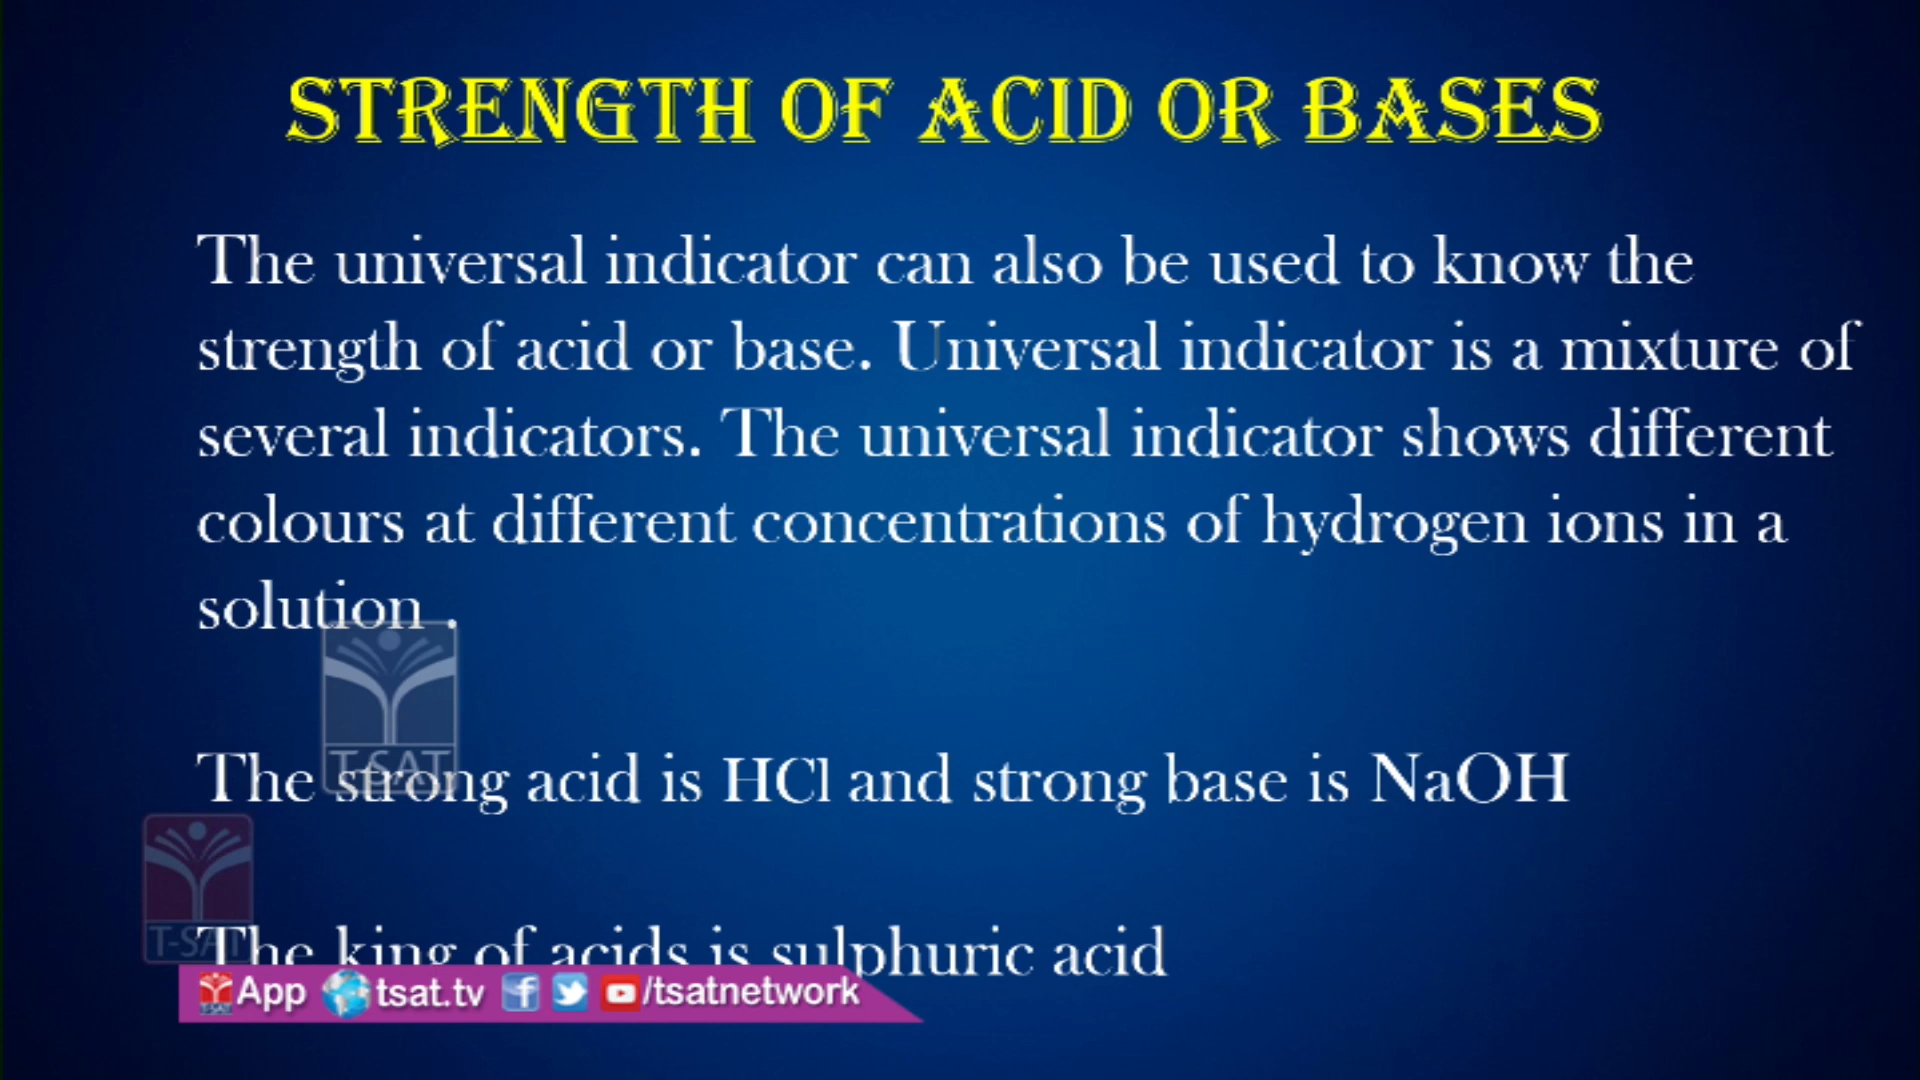 STRENGTH OF ACID OR BASES
The universal indicator can also be used to know the
strength of acid or base. Universal indicator is a mixture of
several indicators. The universal indicator shows different
colours at different concentrations of hydrogen ions in a
solution .
T-SAT
The strong acid is HCl and strong base is NaOH
T-SAT
The king of acids is sulphuric acid
T-SAT App tsat.tv /tsatnetwork